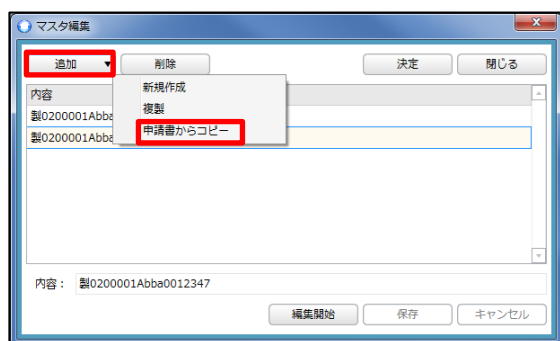 マスタ編集
追加 ▼ 削除 決定 閉じる
内容
新規作成
製0200001Abba
複製
製0200001Abba
申請書からコピー
内容： 製0200001Abba0012347
編集開始 保存 キャンセル